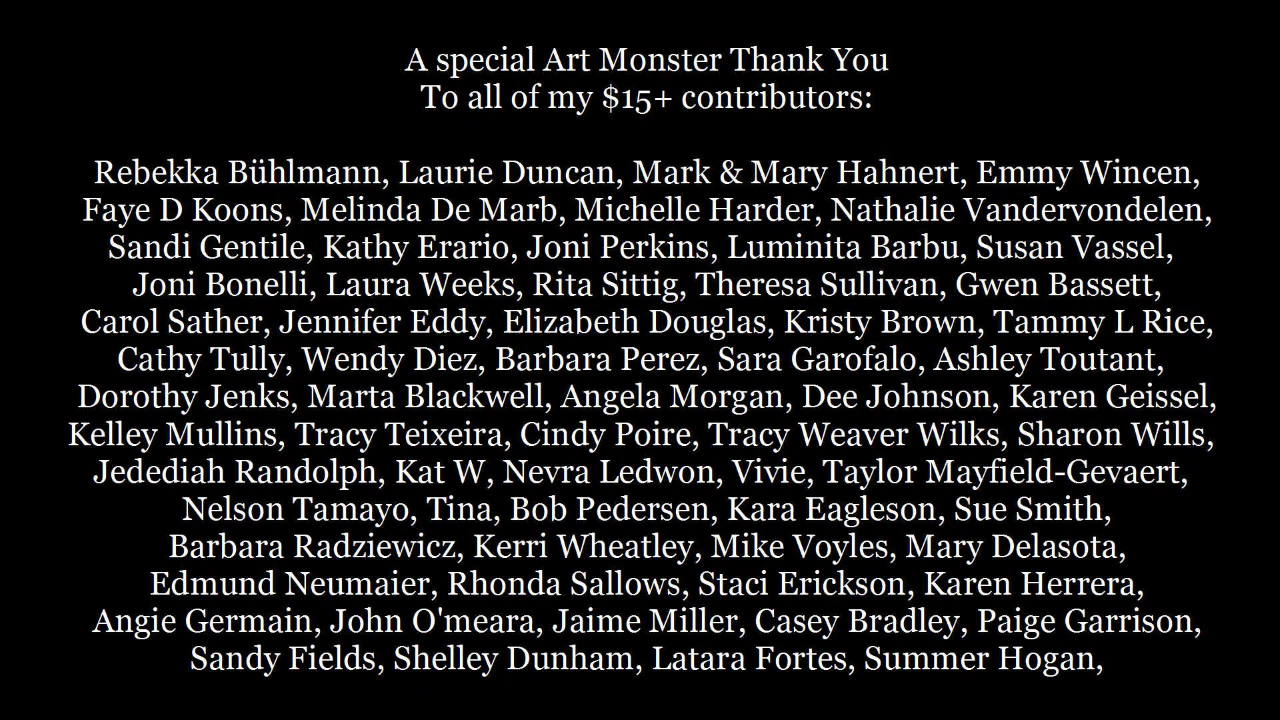 A special Art Monster Thank You
To all of my $15+ contributors:
Rebekka Bühlmann, Laurie Duncan, Mark & Mary Hahnert, Emmy Wincen,
Faye D Koons, Melinda De Marb, Michelle Harder, Nathalie Vandervondelen,
Sandi Gentile, Kathy Erario, Joni Perkins, Luminita Barbu, Susan Vassel,
Joni Bonelli, Laura Weeks, Rita Sittig, Theresa Sullivan, Gwen Bassett,
Carol Sather, Jennifer Eddy, Elizabeth Douglas, Kristy Brown, Tammy L Rice,
Cathy Tully, Wendy Diez, Barbara Perez, Sara Garofalo, Ashley Toutant,
Dorothy Jenks, Marta Blackwell, Angela Morgan, Dee Johnson, Karen Geissel,
Kelley Mullins, Tracy Teixeira, Cindy Poire, Tracy Weaver Wilks, Sharon Wills,
Jedediah Randolph, Kat W, Nevra Ledwon, Vivie, Taylor Mayfield-Gevaert,
Nelson Tamayo, Tina, Bob Pedersen, Kara Eagleson, Sue Smith,
Barbara Radziewicz, Kerri Wheatley, Mike Voyles, Mary Delasota,
Edmund Neumaier, Rhonda Sallows, Staci Erickson, Karen Herrera,
Angie Germain, John O'meara, Jaime Miller, Casey Bradley, Paige Garrison,
Sandy Fields, Shelley Dunham, Latara Fortes, Summer Hogan,